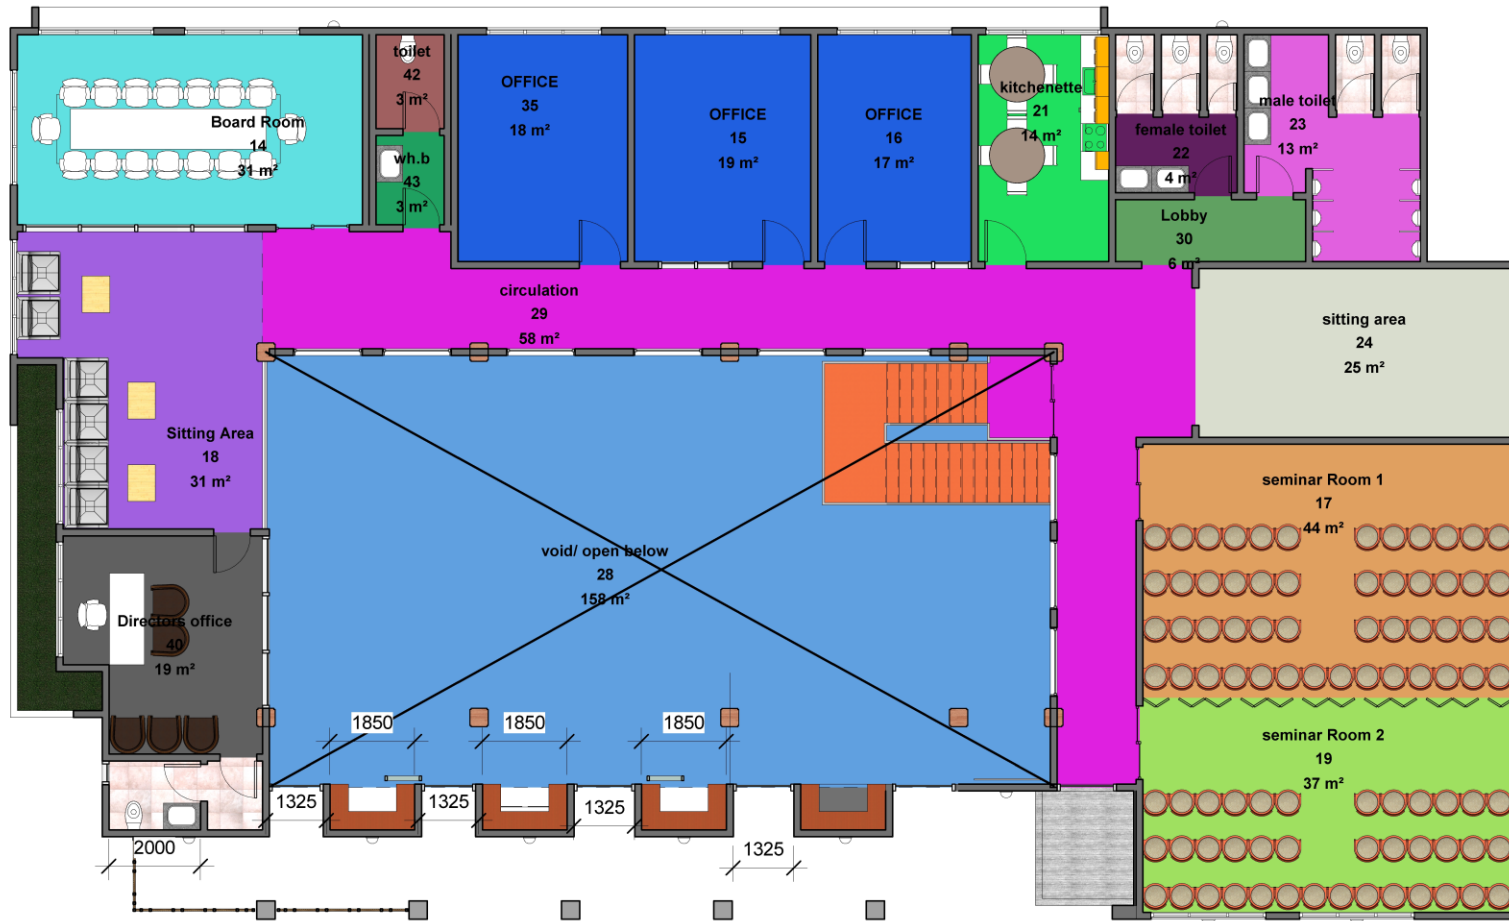 toilet
42
3 m²
Board Room
14
31 m²
wh.b
43
3 m²
OFFICE
35
18 m²
OFFICE
15
19 m²
OFFICE
16
17 m²
kitchenette
21
14 m²
female toilet
22
4 m²
male toilet
23
13 m²
Lobby
30
6 m²
circulation
29
58 m²
sitting area
24
25 m²
Sitting Area
18
31 m²
seminar Room 1
17
44 m²
void/ open below
28
158 m²
Directors office
40
19 m²
seminar Room 2
19
37 m²
1850
1850
1850
1325
1325
1325
1325
2000